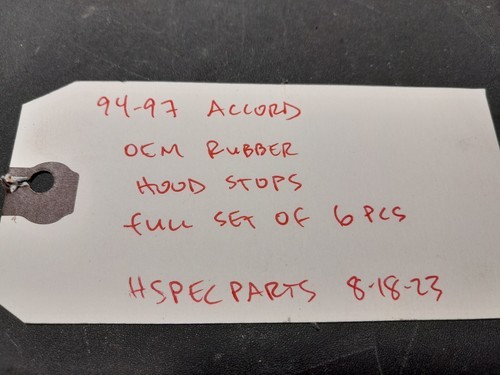 94-97 ACCORD
OEM RUBBER
HOOD STOPS
FULL SET OF 6 PCS
HSPECPARTS 8-18-23